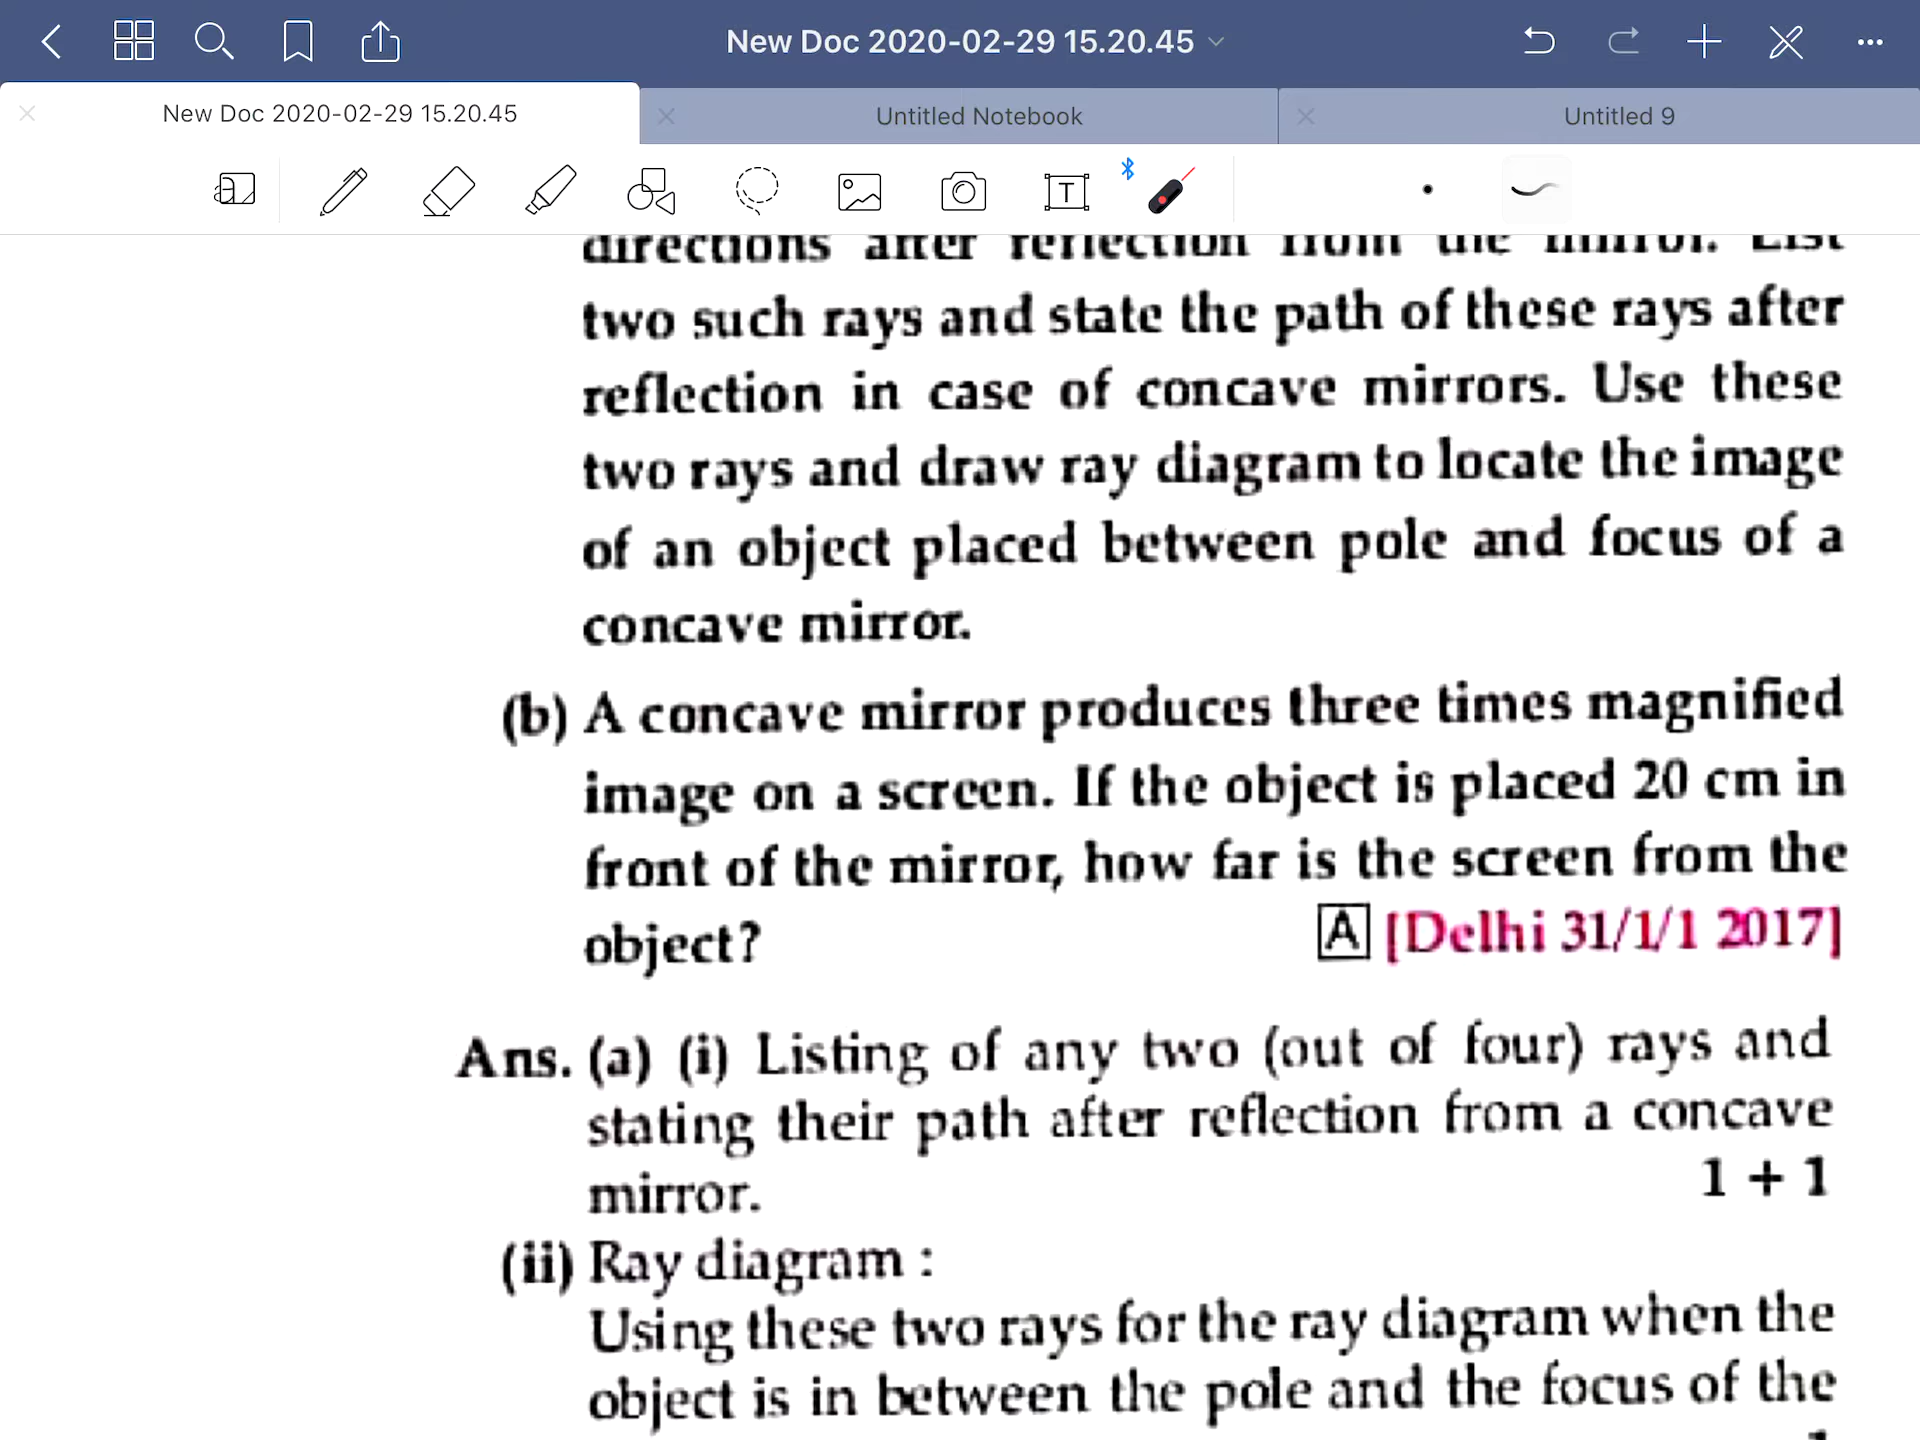 New Doc 2020-02-29 15.20.45
New Doc 2020-02-29 15.20.45
Untitled Notebook
Untitled 9
directions after reflection from the mirror. List
two such rays and state the path of these rays after
reflection in case of concave mirrors. Use these
two rays and draw ray diagram to locate the image
of an object placed between pole and focus of a
concave mirror.
(b) A concave mirror produces three times magnified
image on a screen. If the object is placed 20 cm in
front of the mirror, how far is the screen from the
object? A [Delhi 31/1/1 2017]
Ans. (a) (i) Listing of any two (out of four) rays and
stating their path after reflection from a concave
mirror. 1 + 1
(ii) Ray diagram :
Using these two rays for the ray diagram when the
object is in between the pole and the focus of the